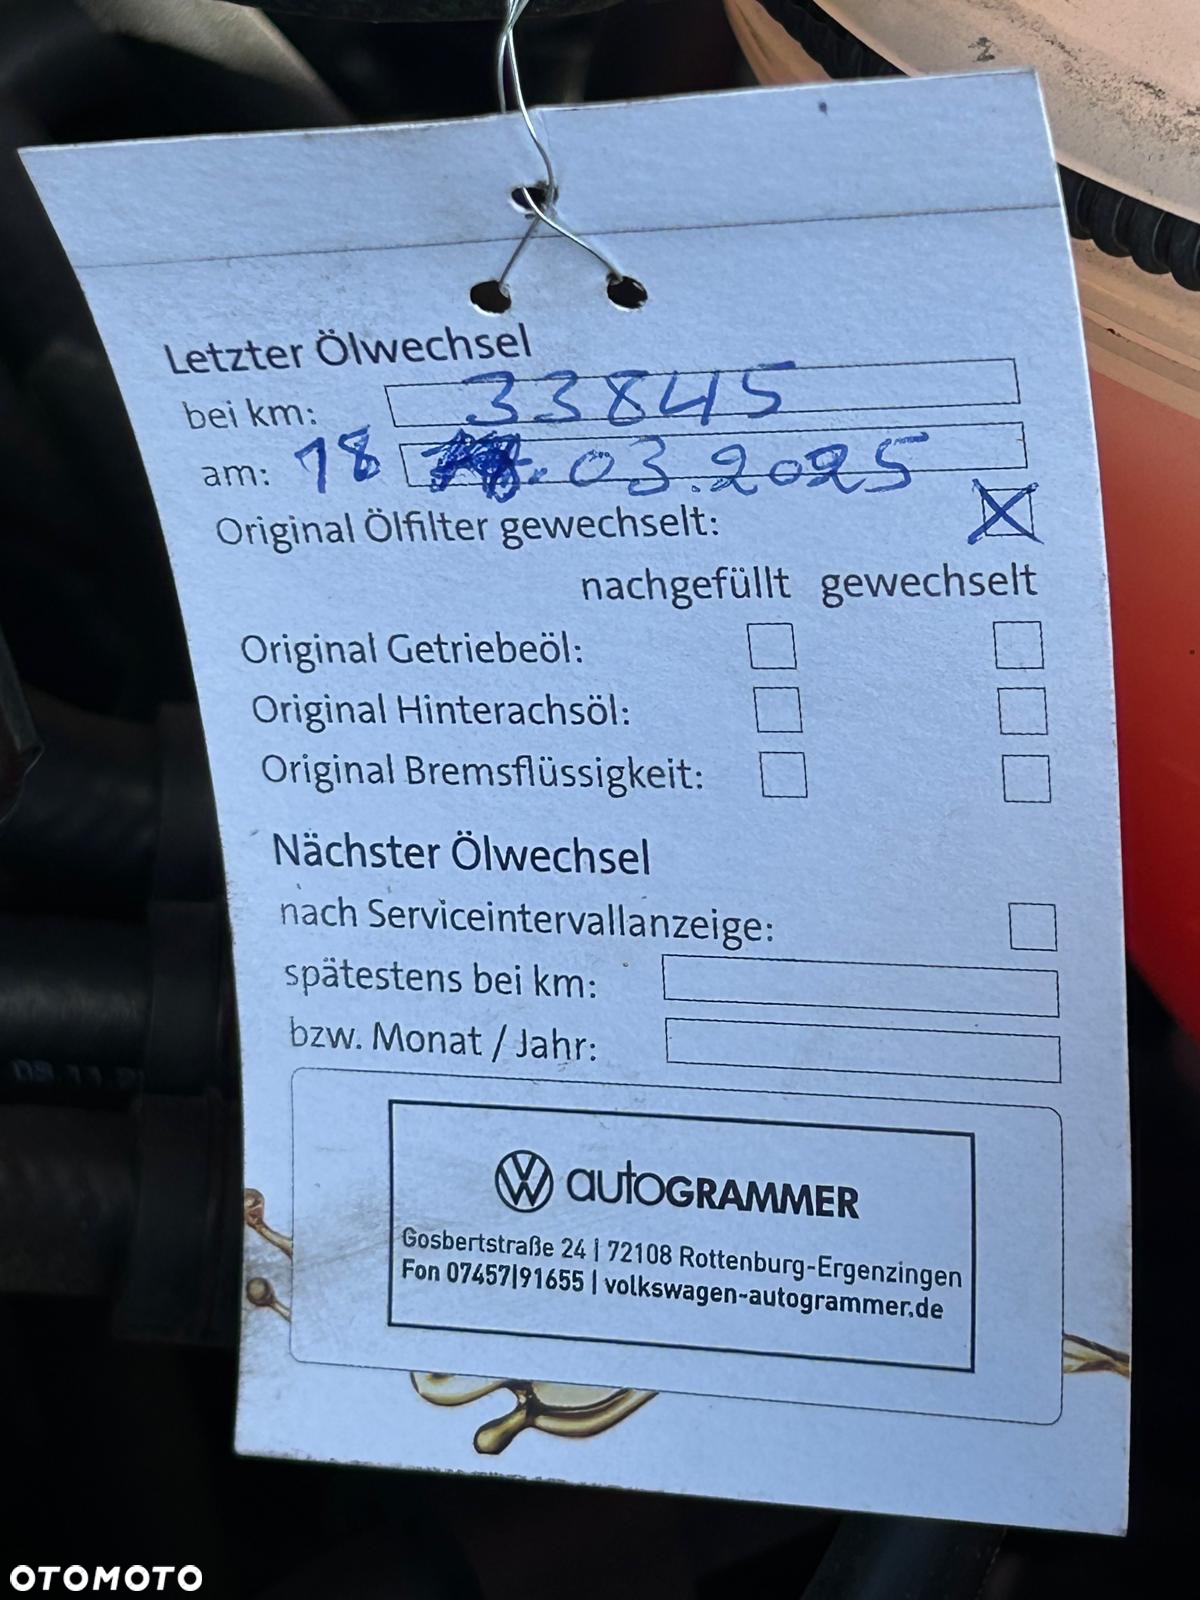 Letzter Ölwechsel
bei km: 33845
am: 18 .03.2025
Original Ölfilter gewechselt:
nachgefüllt gewechselt
Original Getriebeöl:
Original Hinterachsöl:
Original Bremsflüssigkeit:
Nächster Ölwechsel
nach Serviceintervallanzeige:
spätestens bei km:
bzw. Monat / Jahr:
autoGRAMMER
Gosbertstraße 24 | 72108 Rottenburg-Ergenzingen
Fon 07457|91655 | volkswagen-autogrammer.de
OTOMOTO